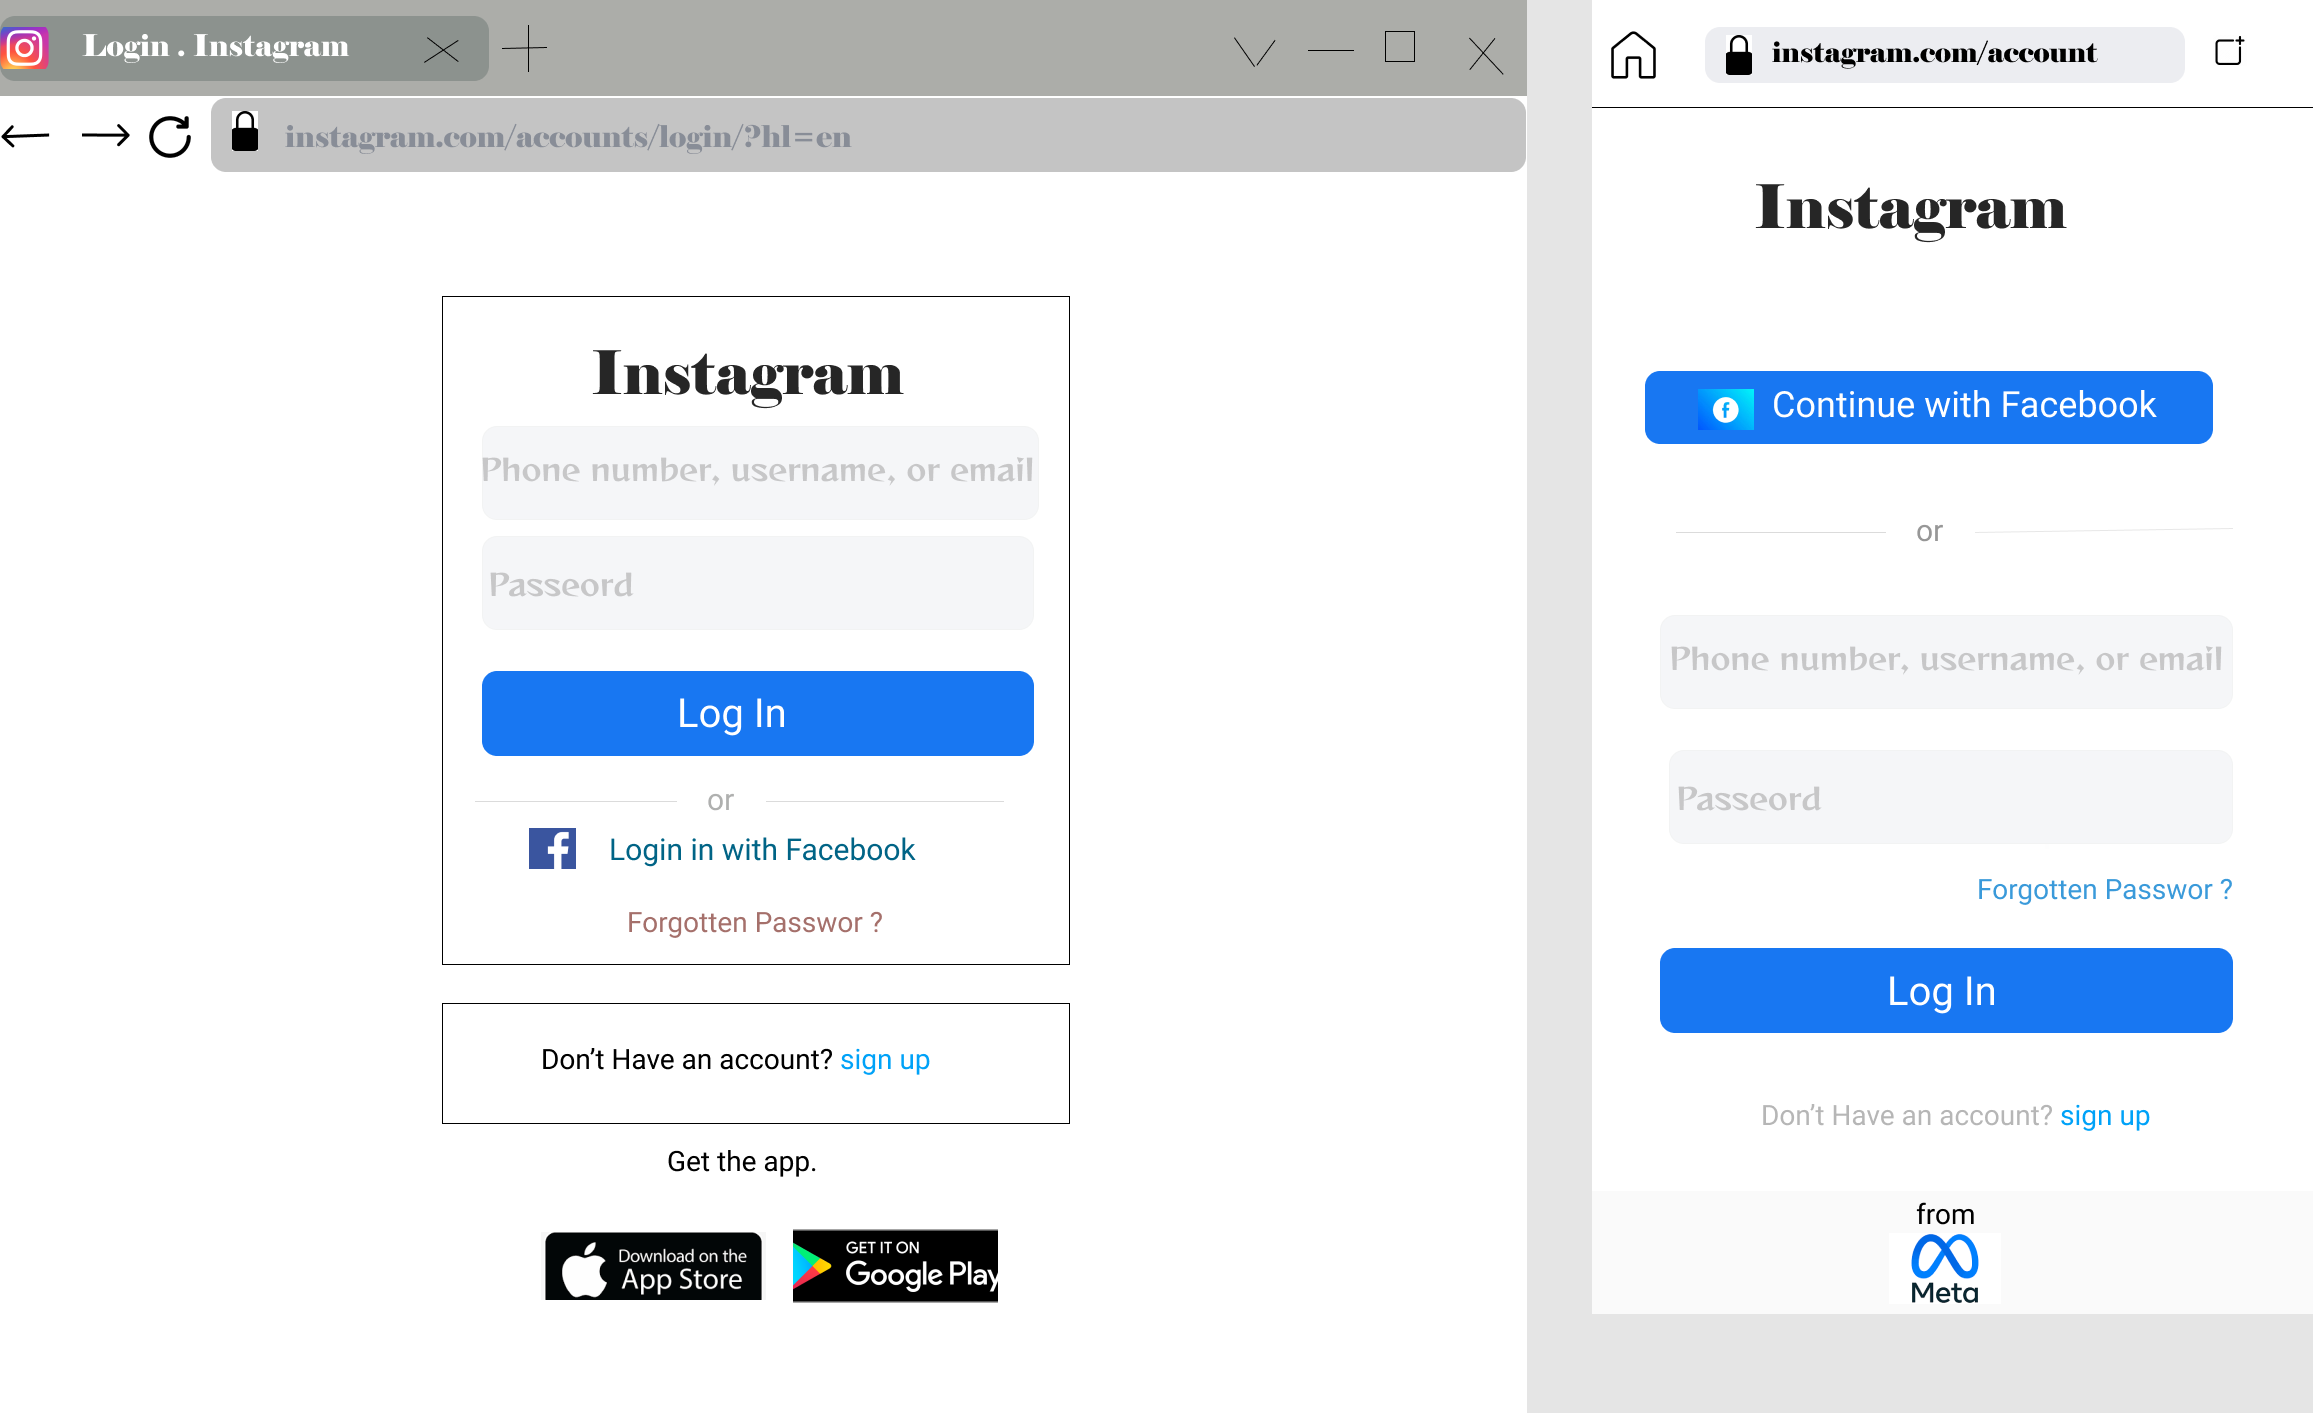 Login . Instagram
instagram.com/accounts/login/?hl=en
Instagram
Phone number, username, or email
Passeord
Log In
or
Login in with Facebook
Forgotten Passwor ?
Don’t Have an account? sign up
Get the app.
Download on the
App Store
GET IT ON
Google Play
instagram.com/account
Instagram
Continue with Facebook
or
Phone number, username, or email
Passeord
Forgotten Passwor ?
Log In
Don’t Have an account? sign up
from
Meta